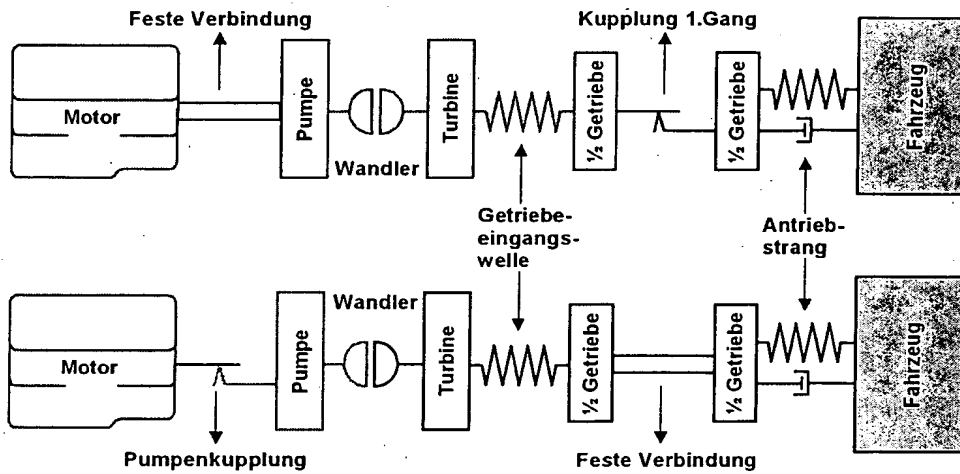 Feste Verbindung
Kupplung 1.Gang
Motor
Pumpe
Wandler
Turbine
½ Getriebe
½ Getriebe
Fahrzeug
Getriebe-
eingangs-
welle
Antrieb-
strang
Motor
Pumpe
Wandler
Turbine
½ Getriebe
½ Getriebe
Fahrzeug
Pumpenkupplung
Feste Verbindung